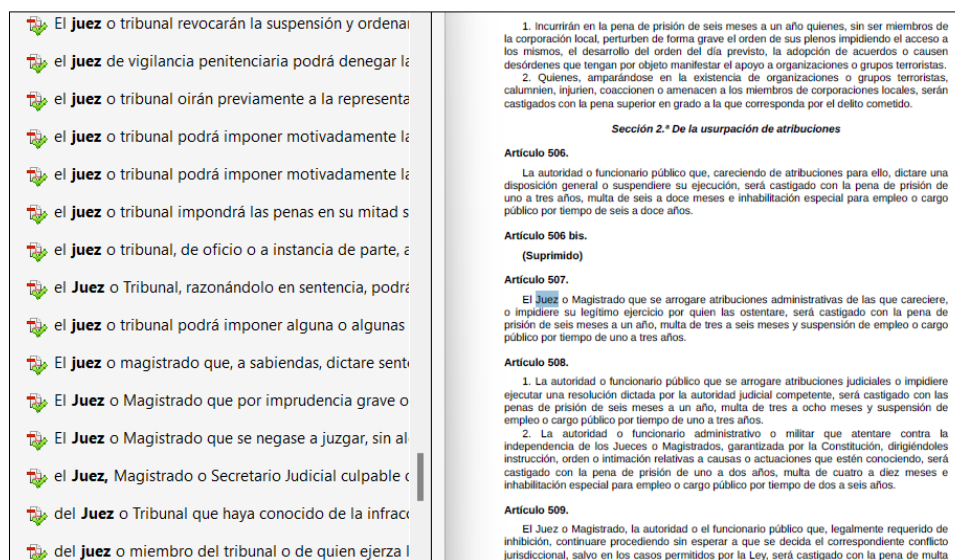 El juez o tribunal revocarán la suspensión y ordenar
el juez de vigilancia penitenciaria podrá denegar la
el juez o tribunal oirán previamente a la representa
el juez o tribunal podrá imponer motivadamente la
el juez o tribunal podrá imponer motivadamente la
el juez o tribunal impondrá las penas en su mitad s
el juez o tribunal, de oficio o a instancia de parte, a
el Juez o Tribunal, razonándolo en sentencia, podrá
el juez o tribunal podrá imponer alguna o algunas
El juez o magistrado que, a sabiendas, dictare sent
El Juez o Magistrado que por imprudencia grave o
El Juez o Magistrado que se negase a juzgar, sin al
el Juez, Magistrado o Secretario Judicial culpable
del Juez o Tribunal que haya conocido de la infracc
del juez o miembro del tribunal o de quien ejerza l
1. Incurrirán en la pena de prisión de seis meses a un año quienes, sin ser miembros de
la corporación local, perturben de forma grave el orden de sus plenos impidiendo el acceso a
los mismos, el desarrollo del orden del día previsto, la adopción de acuerdos o causen
desórdenes que tengan por objeto manifestar el apoyo a organizaciones o grupos terroristas.
2. Quienes, amparándose en la existencia de organizaciones o grupos terroristas,
calumnien, injurien, coaccionen o amenacen a los miembros de corporaciones locales, serán
castigados con la pena superior en grado a la que corresponda por el delito cometido.
Sección 2.ª De la usurpación de atribuciones
Artículo 506.
La autoridad o funcionario público que, careciendo de atribuciones para ello, dictare una
disposición general o suspendiere su ejecución, será castigado con la pena de prisión de
uno a tres años, multa de seis a doce meses e inhabilitación especial para empleo o cargo
público por tiempo de seis a doce años.
Artículo 506 bis.
(Suprimido)
Artículo 507.
El Juez o Magistrado que se arrogare atribuciones administrativas de las que careciere,
o impidiere su legítimo ejercicio por quien las ostentare, será castigado con la pena de
prisión de seis meses a un año, multa de tres a seis meses y suspensión de empleo o cargo
público por tiempo de uno a tres años.
Artículo 508.
1. La autoridad o funcionario público que se arrogare atribuciones judiciales o impidiere
ejecutar una resolución dictada por la autoridad judicial competente, será castigado con las
penas de prisión de seis meses a un año, multa de tres a ocho meses y suspensión de
empleo o cargo público por tiempo de uno a tres años.
2. La autoridad o funcionario administrativo o militar que atentare contra la
independencia de los Jueces o Magistrados, garantizada por la Constitución, dirigiéndoles
instrucción, orden o intimación relativas a causas o actuaciones que estén conociendo, será
castigado con la pena de prisión de uno a dos años, multa de cuatro a diez meses e
inhabilitación especial para empleo o cargo público por tiempo de dos a seis años.
Artículo 509.
El Juez o Magistrado, la autoridad o el funcionario público que, legalmente requerido de
inhibición, continuare procediendo sin esperar a que se decida el correspondiente conflicto
jurisdiccional, salvo en los casos permitidos por la Ley, será castigado con la pena de multa